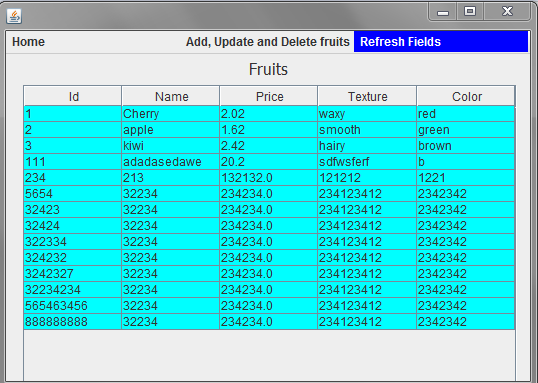 Home Add, Update and Delete fruits Refresh Fields
Fruits
Id Name Price Texture Color
1 Cherry 2.02 waxy red
2 apple 1.62 smooth green
3 kiwi 2.42 hairy brown
111 adadasedawe 20.2 sdfwsferf b
234 213 132132.0 121212 1221
5654 32234 234234.0 234123412 2342342
32423 32234 234234.0 234123412 2342342
32424 32234 234234.0 234123412 2342342
322334 32234 234234.0 234123412 2342342
324232 32234 234234.0 234123412 2342342
3242327 32234 234234.0 234123412 2342342
32234234 32234 234234.0 234123412 2342342
565463456 32234 234234.0 234123412 2342342
888888888 32234 234234.0 234123412 2342342